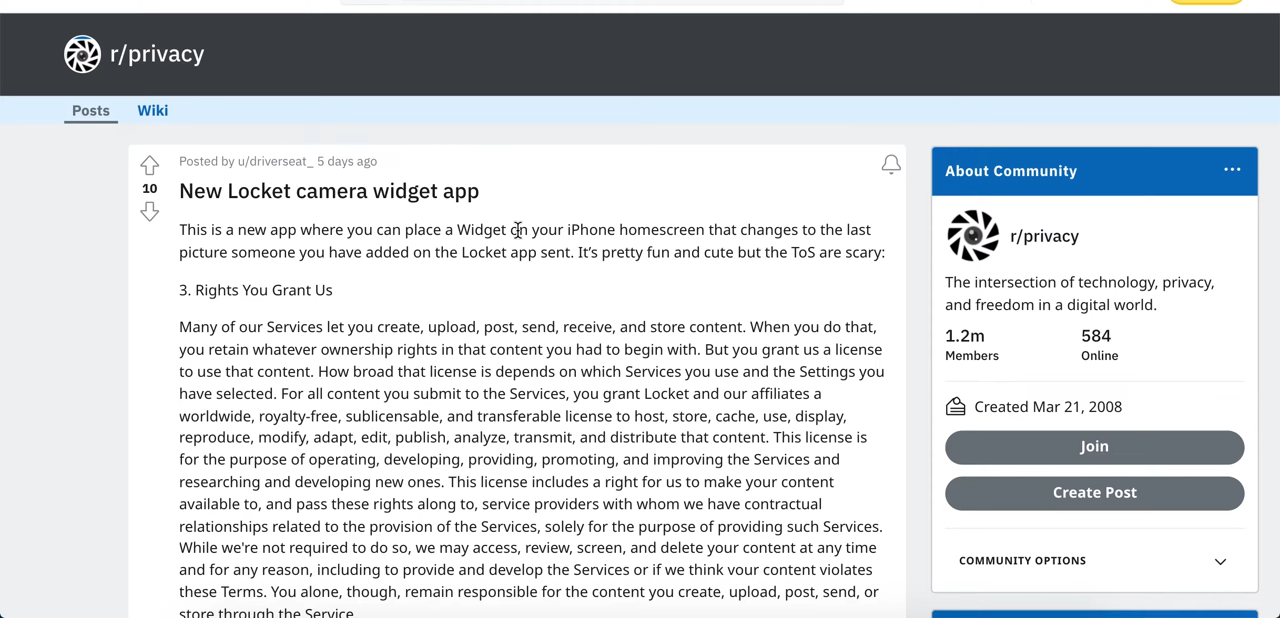 r/privacy
Posts Wiki
Posted by u/driverseat_ 5 days ago
10
New Locket camera widget app
This is a new app where you can place a Widget on your iPhone homescreen that changes to the last
picture someone you have added on the Locket app sent. It's pretty fun and cute but the ToS are scary:
3. Rights You Grant Us
Many of our Services let you create, upload, post, send, receive, and store content. When you do that,
you retain whatever ownership rights in that content you had to begin with. But you grant us a license
to use that content. How broad that license is depends on which Services you use and the Settings you
have selected. For all content you submit to the Services, you grant Locket and our affiliates a
worldwide, royalty-free, sublicensable, and transferable license to host, store, cache, use, display,
reproduce, modify, adapt, edit, publish, analyze, transmit, and distribute that content. This license is
for the purpose of operating, developing, providing, promoting, and improving the Services and
researching and developing new ones. This license includes a right for us to make your content
available to, and pass these rights along to, service providers with whom we have contractual
relationships related to the provision of the Services, solely for the purpose of providing such Services.
While we're not required to do so, we may access, review, screen, and delete your content at any time
and for any reason, including to provide and develop the Services or if we think your content violates
these Terms. You alone, though, remain responsible for the content you create, upload, post, send, or
store through the Service.
About Community
r/privacy
The intersection of technology, privacy,
and freedom in a digital world.
1.2m 584
Members Online
Created Mar 21, 2008
Join
Create Post
COMMUNITY OPTIONS